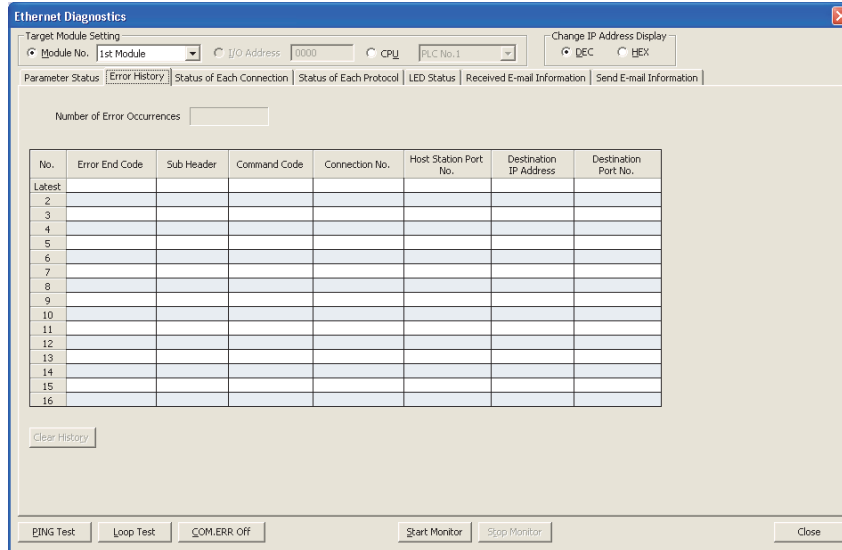 Ethernet Diagnostics
Target Module Setting
Module No. 1st Module I/O Address 0000 CPU PLC No.1
Change IP Address Display
DEC HEX
Parameter Status Error History Status of Each Connection Status of Each Protocol LED Status Received E-mail Information Send E-mail Information
Number of Error Occurrences
No. Error End Code Sub Header Command Code Connection No. Host Station Port No. Destination IP Address Destination Port No.
Latest
2
3
4
5
6
7
8
9
10
11
12
13
14
15
16
Clear History
PING Test Loop Test COM.ERR Off Start Monitor Stop Monitor Close